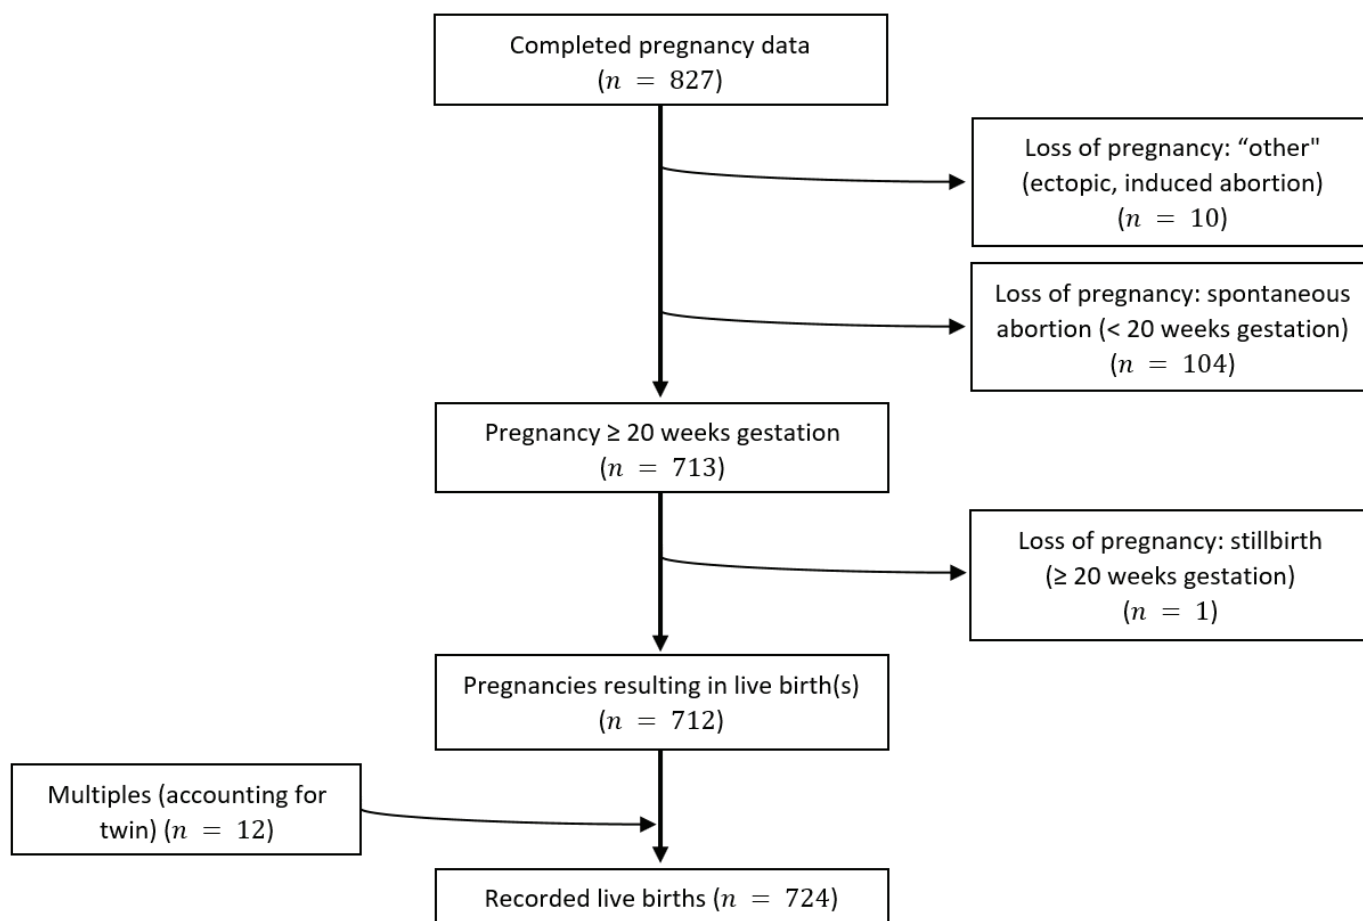 Completed pregnancy data
(n = 827)
Loss of pregnancy: “other"
(ectopic, induced abortion)
(n = 10)
Loss of pregnancy: spontaneous
abortion (< 20 weeks gestation)
(n = 104)
Pregnancy ≥ 20 weeks gestation
(n = 713)
Loss of pregnancy: stillbirth
(≥ 20 weeks gestation)
(n = 1)
Pregnancies resulting in live birth(s)
(n = 712)
Multiples (accounting for
twin) (n = 12)
Recorded live births (n = 724)